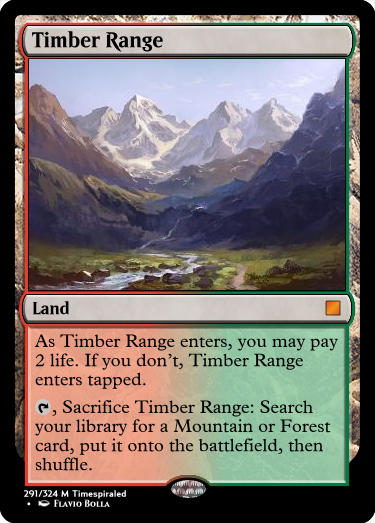 Timber Range
Land
As Timber Range enters, you may pay
2 life. If you don't, Timber Range
enters tapped.
, Sacrifice Timber Range: Search
your library for a Mountain or Forest
card, put it onto the battlefield, then
shuffle.
291/324 M Timespiraled
• Flavio Bolla